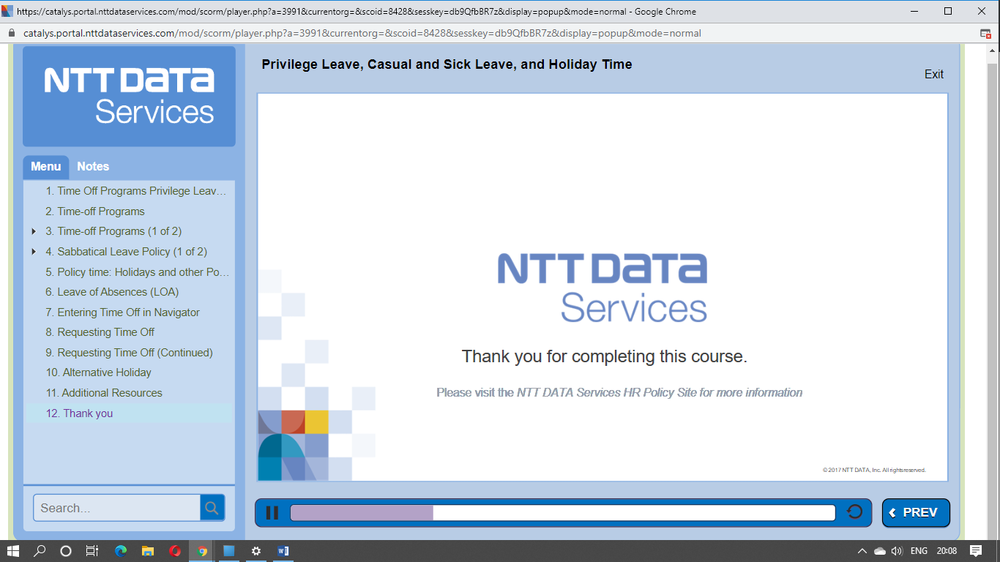 https://catalys.portal.nttdataservices.com/mod/scorm/player.php?a=3991&currentorg=&scoid=8428&sesskey=db9QfbBR7z&display=popup&mode=normal - Google Chrome
catalys.portal.nttdataservices.com/mod/scorm/player.php?a=3991&currentorg=&scoid=8428&sesskey=db9QfbBR7z&display=popup&mode=normal
NTT DATA
Services
Privilege Leave, Casual and Sick Leave, and Holiday Time
Exit
Menu Notes
1. Time Off Programs Privilege Leav...
2. Time-off Programs
3. Time-off Programs (1 of 2)
4. Sabbatical Leave Policy (1 of 2)
5. Policy time: Holidays and other Po...
6. Leave of Absences (LOA)
7. Entering Time Off in Navigator
8. Requesting Time Off
9. Requesting Time Off (Continued)
10. Alternative Holiday
11. Additional Resources
12. Thank you
Search...
NTT DATA
Services
Thank you for completing this course.
Please visit the NTT DATA Services HR Policy Site for more information
© 2017 NTT DATA, Inc. All rights reserved.
PREV
ENG 20:08